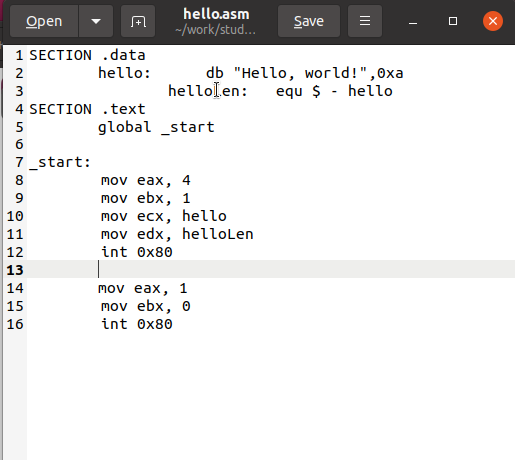 Open hello.asm Save
~/work/stud...
1 SECTION .data
2 hello: db "Hello, world!",0xa
3 helloLen: equ $ - hello
4 SECTION .text
5 global _start
6
7 _start:
8 mov eax, 4
9 mov ebx, 1
10 mov ecx, hello
11 mov edx, helloLen
12 int 0x80
13
14 mov eax, 1
15 mov ebx, 0
16 int 0x80